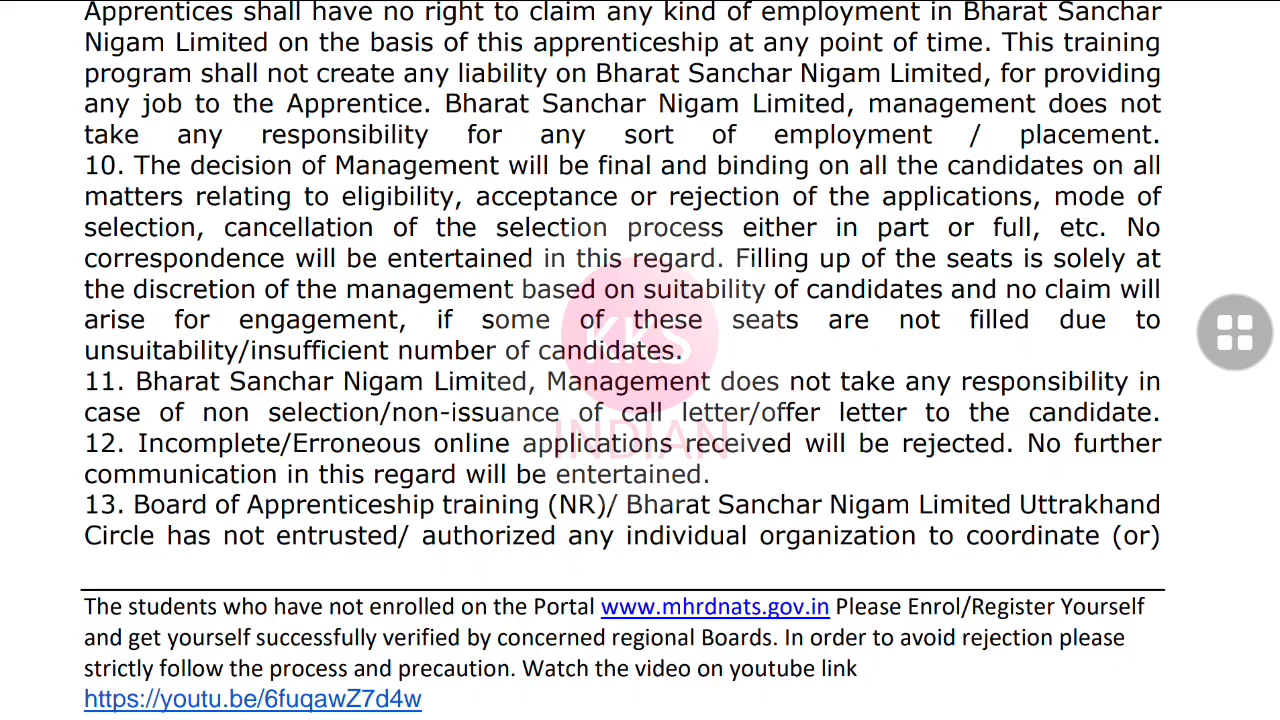 Apprentices shall have no right to claim any kind of employment in Bharat Sanchar
Nigam Limited on the basis of this apprenticeship at any point of time. This training
program shall not create any liability on Bharat Sanchar Nigam Limited, for providing
any job to the Apprentice. Bharat Sanchar Nigam Limited, management does not
take any responsibility for any sort of employment / placement.
10. The decision of Management will be final and binding on all the candidates on all
matters relating to eligibility, acceptance or rejection of the applications, mode of
selection, cancellation of the selection process either in part or full, etc. No
correspondence will be entertained in this regard. Filling up of the seats is solely at
the discretion of the management based on suitability of candidates and no claim will
arise for engagement, if some of these seats are not filled due to
unsuitability/insufficient number of candidates.
KKS
11. Bharat Sanchar Nigam Limited, Management does not take any responsibility in
case of non selection/non-issuance of call letter/offer letter to the candidate.
INDIAN
12. Incomplete/Erroneous online applications received will be rejected. No further
communication in this regard will be entertained.
13. Board of Apprenticeship training (NR)/ Bharat Sanchar Nigam Limited Uttrakhand
Circle has not entrusted/ authorized any individual organization to coordinate (or)
The students who have not enrolled on the Portal www.mhrdnats.gov.in Please Enrol/Register Yourself
and get yourself successfully verified by concerned regional Boards. In order to avoid rejection please
strictly follow the process and precaution. Watch the video on youtube link
https://youtu.be/6fuqawZ7d4w